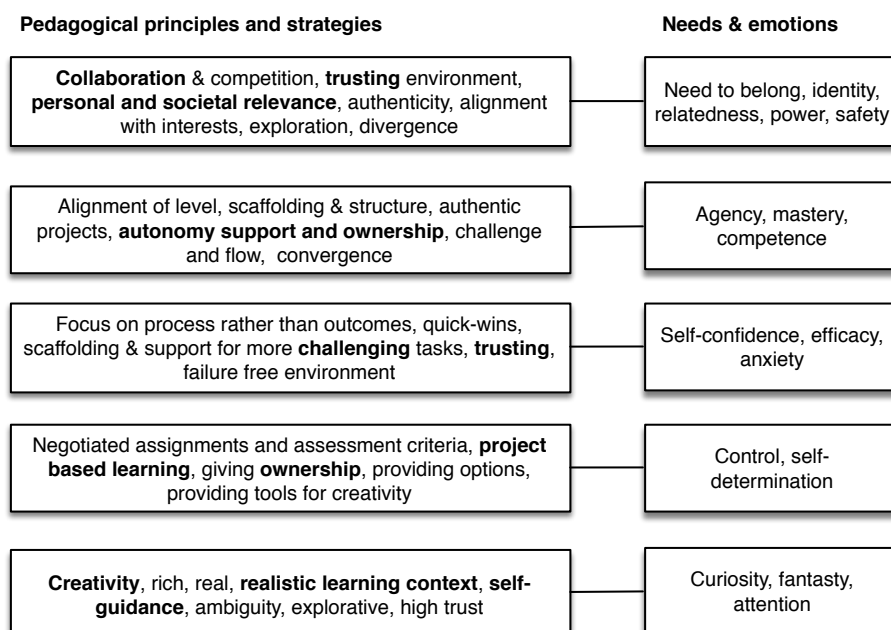 Pedagogical principles and strategies
Needs & emotions
Collaboration & competition, trusting environment,
personal and societal relevance, authenticity, alignment
with interests, exploration, divergence
Need to belong, identity,
relatedness, power, safety
Alignment of level, scaffolding & structure, authentic
projects, autonomy support and ownership, challenge
and flow, convergence
Agency, mastery,
competence
Focus on process rather than outcomes, quick-wins,
scaffolding & support for more challenging tasks, trusting,
failure free environment
Self-confidence, efficacy,
anxiety
Negotiated assignments and assessment criteria, project
based learning, giving ownership, providing options,
providing tools for creativity
Control, self-
determination
Creativity, rich, real, realistic learning context, self-
guidance, ambiguity, explorative, high trust
Curiosity, fantasty,
attention